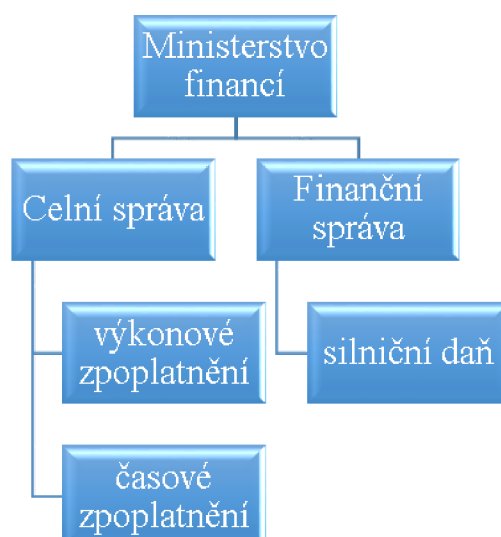 Ministerstvo
financí
Celní správa
Finanční
správa
výkonové
zpoplatnění
silniční daň
časové
zpoplatnění